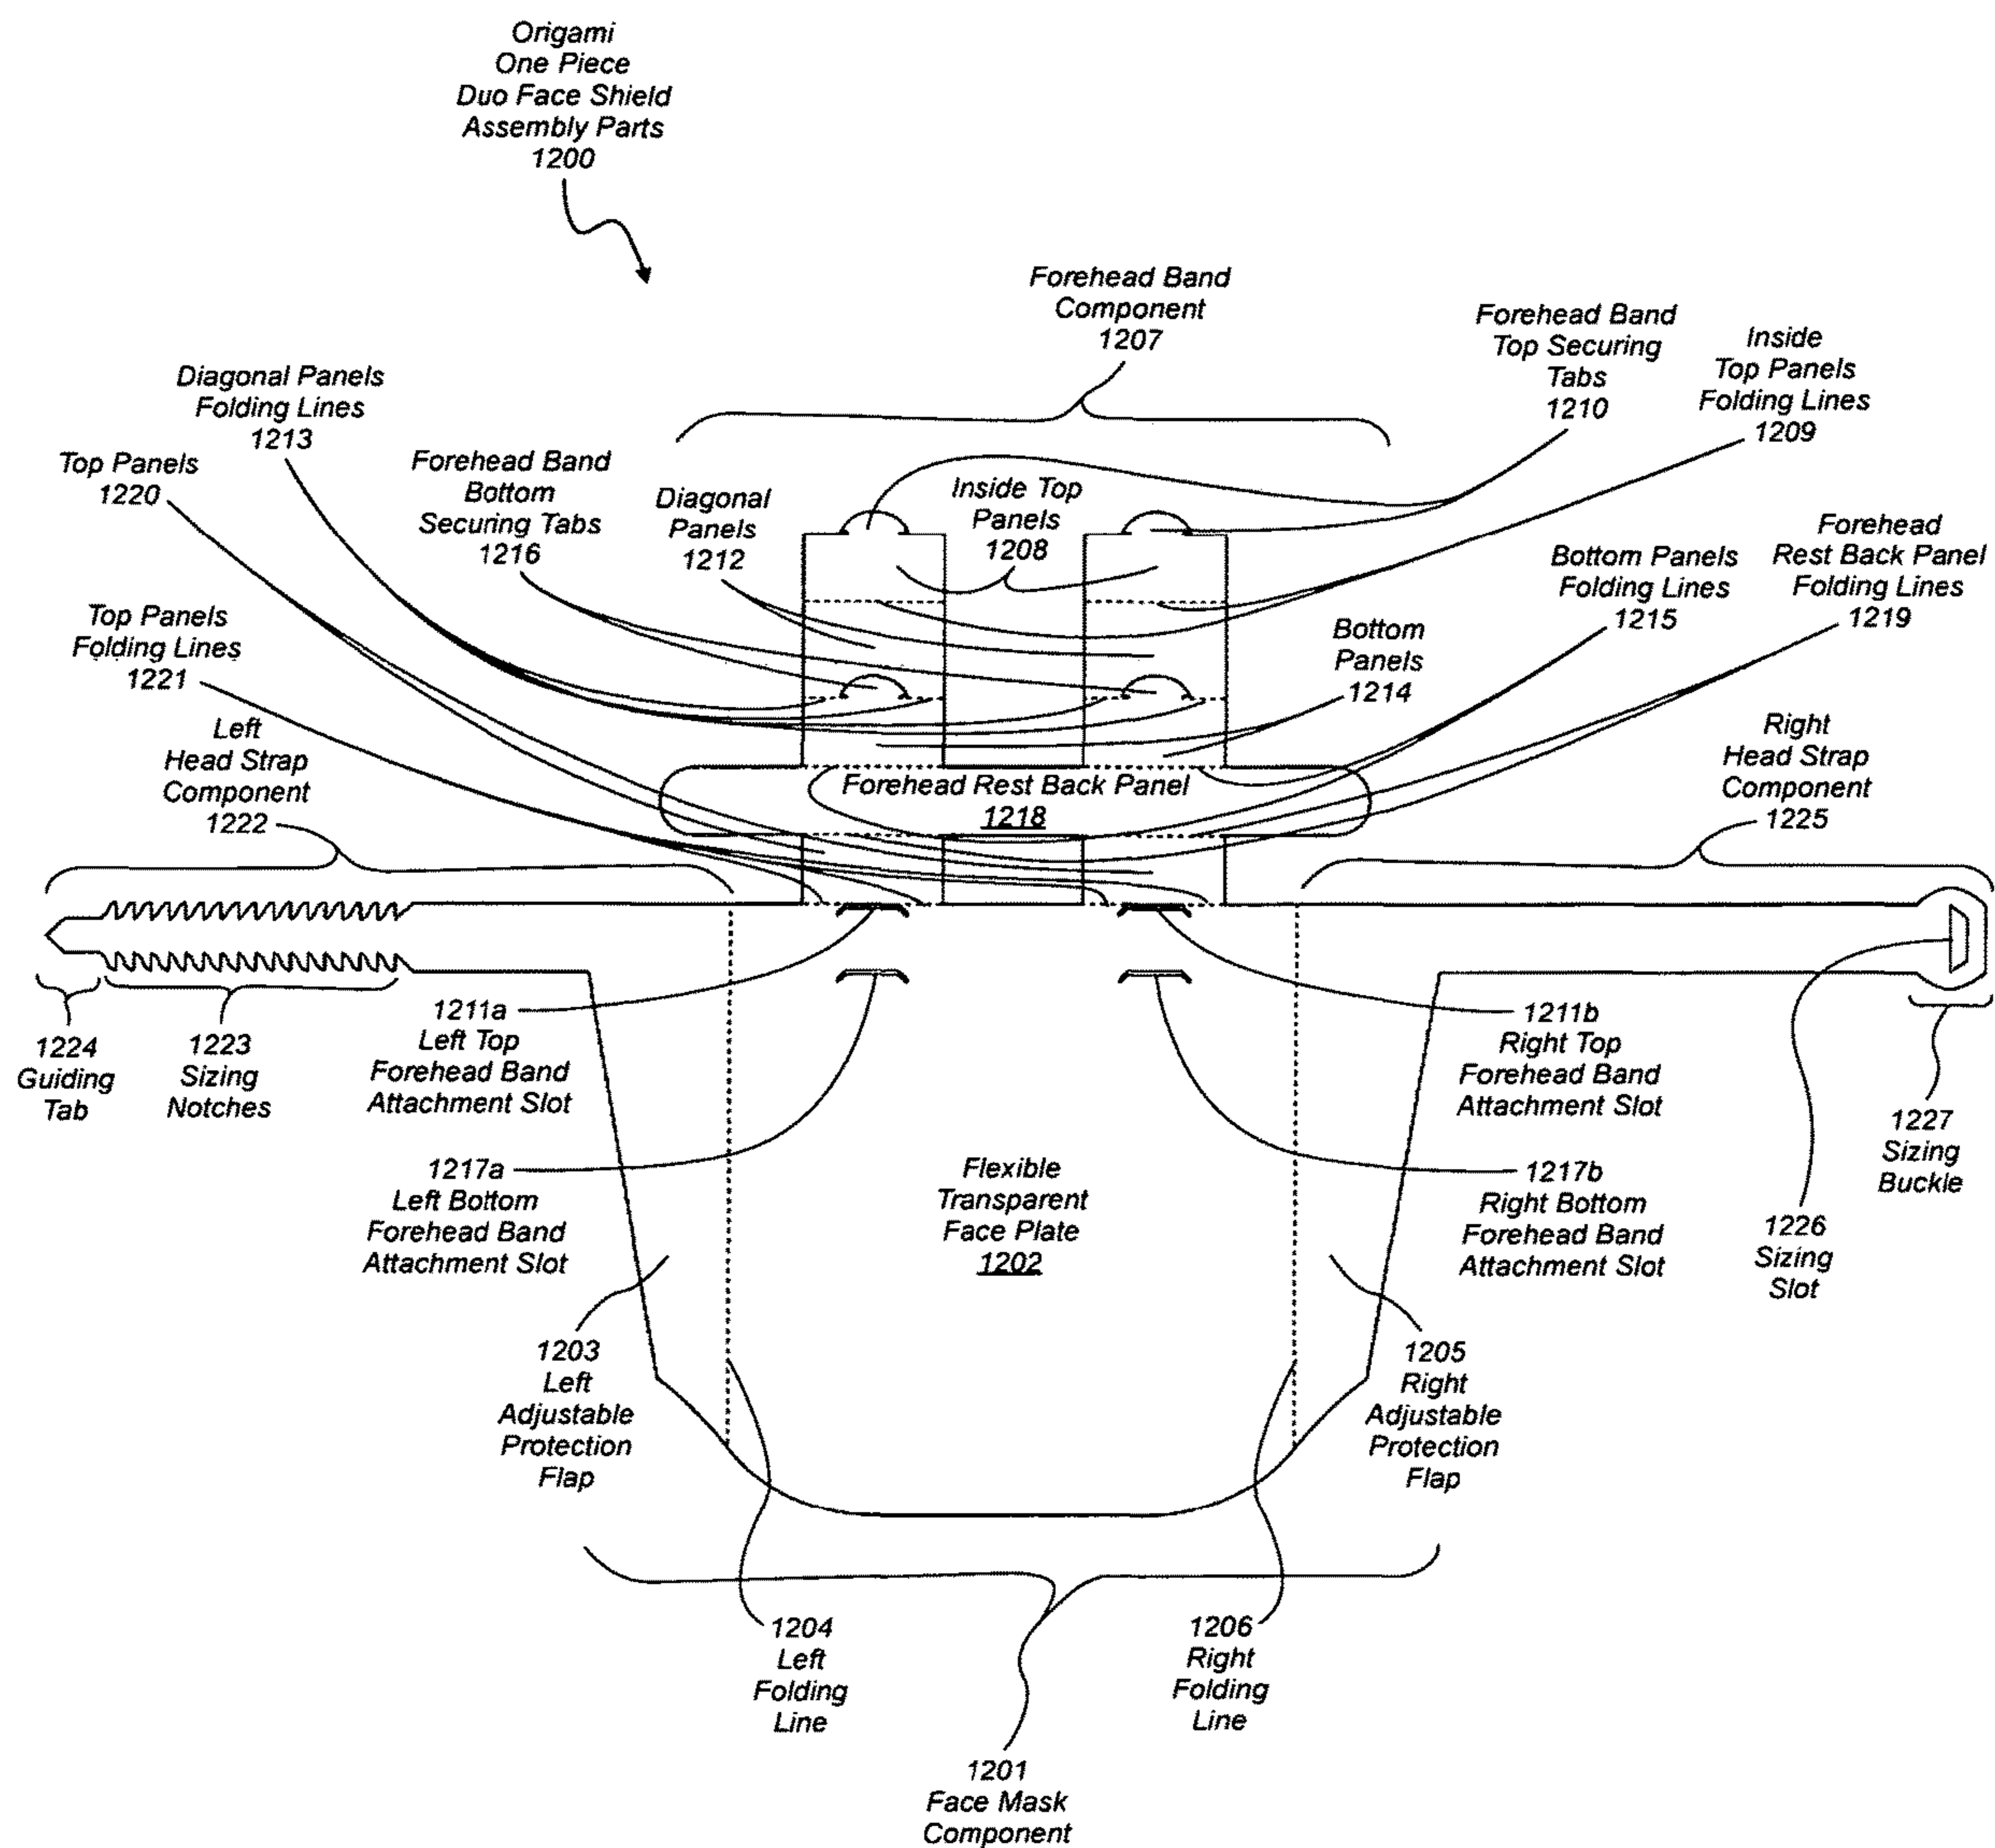 Origami
One Piece
Duo Face Shield
Assembly Parts
1200
Forehead Band
Component
1207
Forehead Band
Top Securing
Tabs
1210
Inside
Top Panels
Folding Lines
1209
Diagonal Panels
Folding Lines
1213
Top Panels
1220
Forehead Band
Bottom
Securing Tabs
1216
Diagonal
Panels
1212
Inside Top
Panels
1208
Bottom Panels
Folding Lines
1215
Forehead
Rest Back Panel
Folding Lines
1219
Top Panels
Folding Lines
1221
Bottom
Panels
1214
Left
Head Strap
Component
1222
Forehead Rest Back Panel
1218
Right
Head Strap
Component
1225
1224
Guiding
Tab
1223
Sizing
Notches
1211a
Left Top
Forehead Band
Attachment Slot
1211b
Right Top
Forehead Band
Attachment Slot
1227
Sizing
Buckle
1217a
Left Bottom
Forehead Band
Attachment Slot
Flexible
Transparent
Face Plate
1202
1217b
Right Bottom
Forehead Band
Attachment Slot
1226
Sizing
Slot
1203
Left
Adjustable
Protection
Flap
1205
Right
Adjustable
Protection
Flap
1204
Left
Folding
Line
1206
Right
Folding
Line
1201
Face Mask
Component